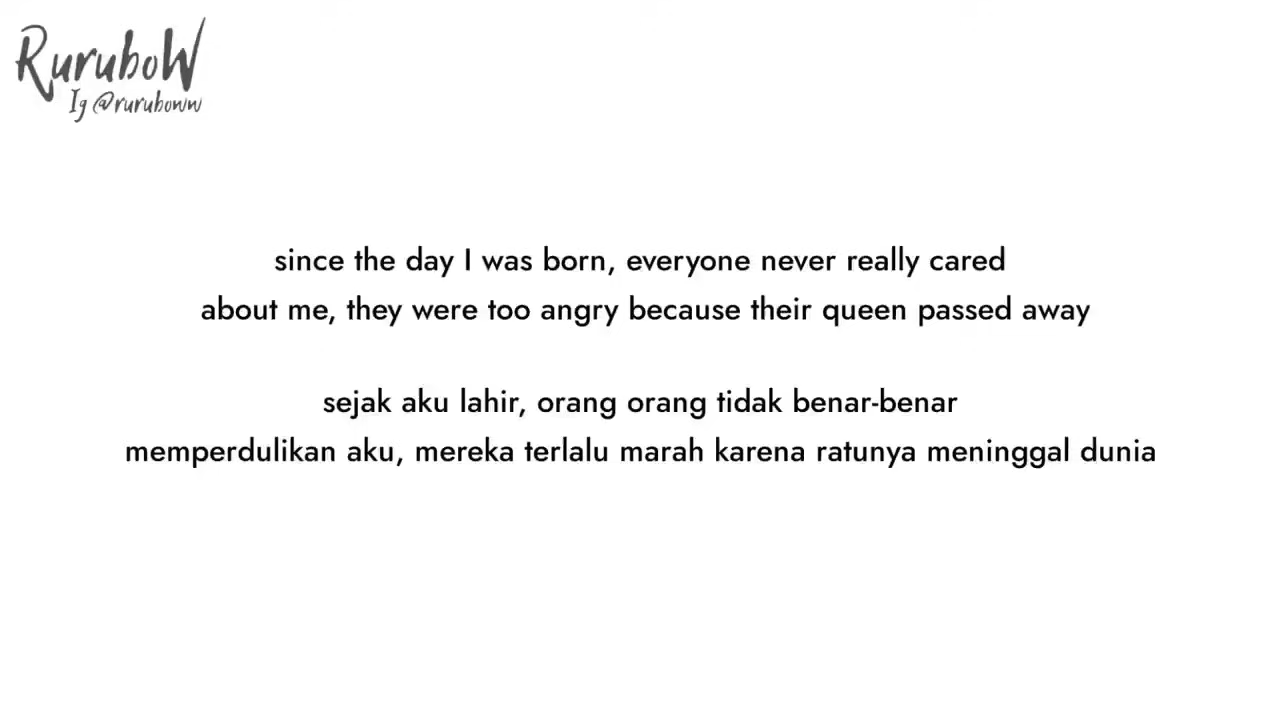 RuruboW
Ig @ruruboww
since the day I was born, everyone never really cared
about me, they were too angry because their queen passed away
sejak aku lahir, orang orang tidak benar-benar
memperdulikan aku, mereka terlalu marah karena ratunya meninggal dunia